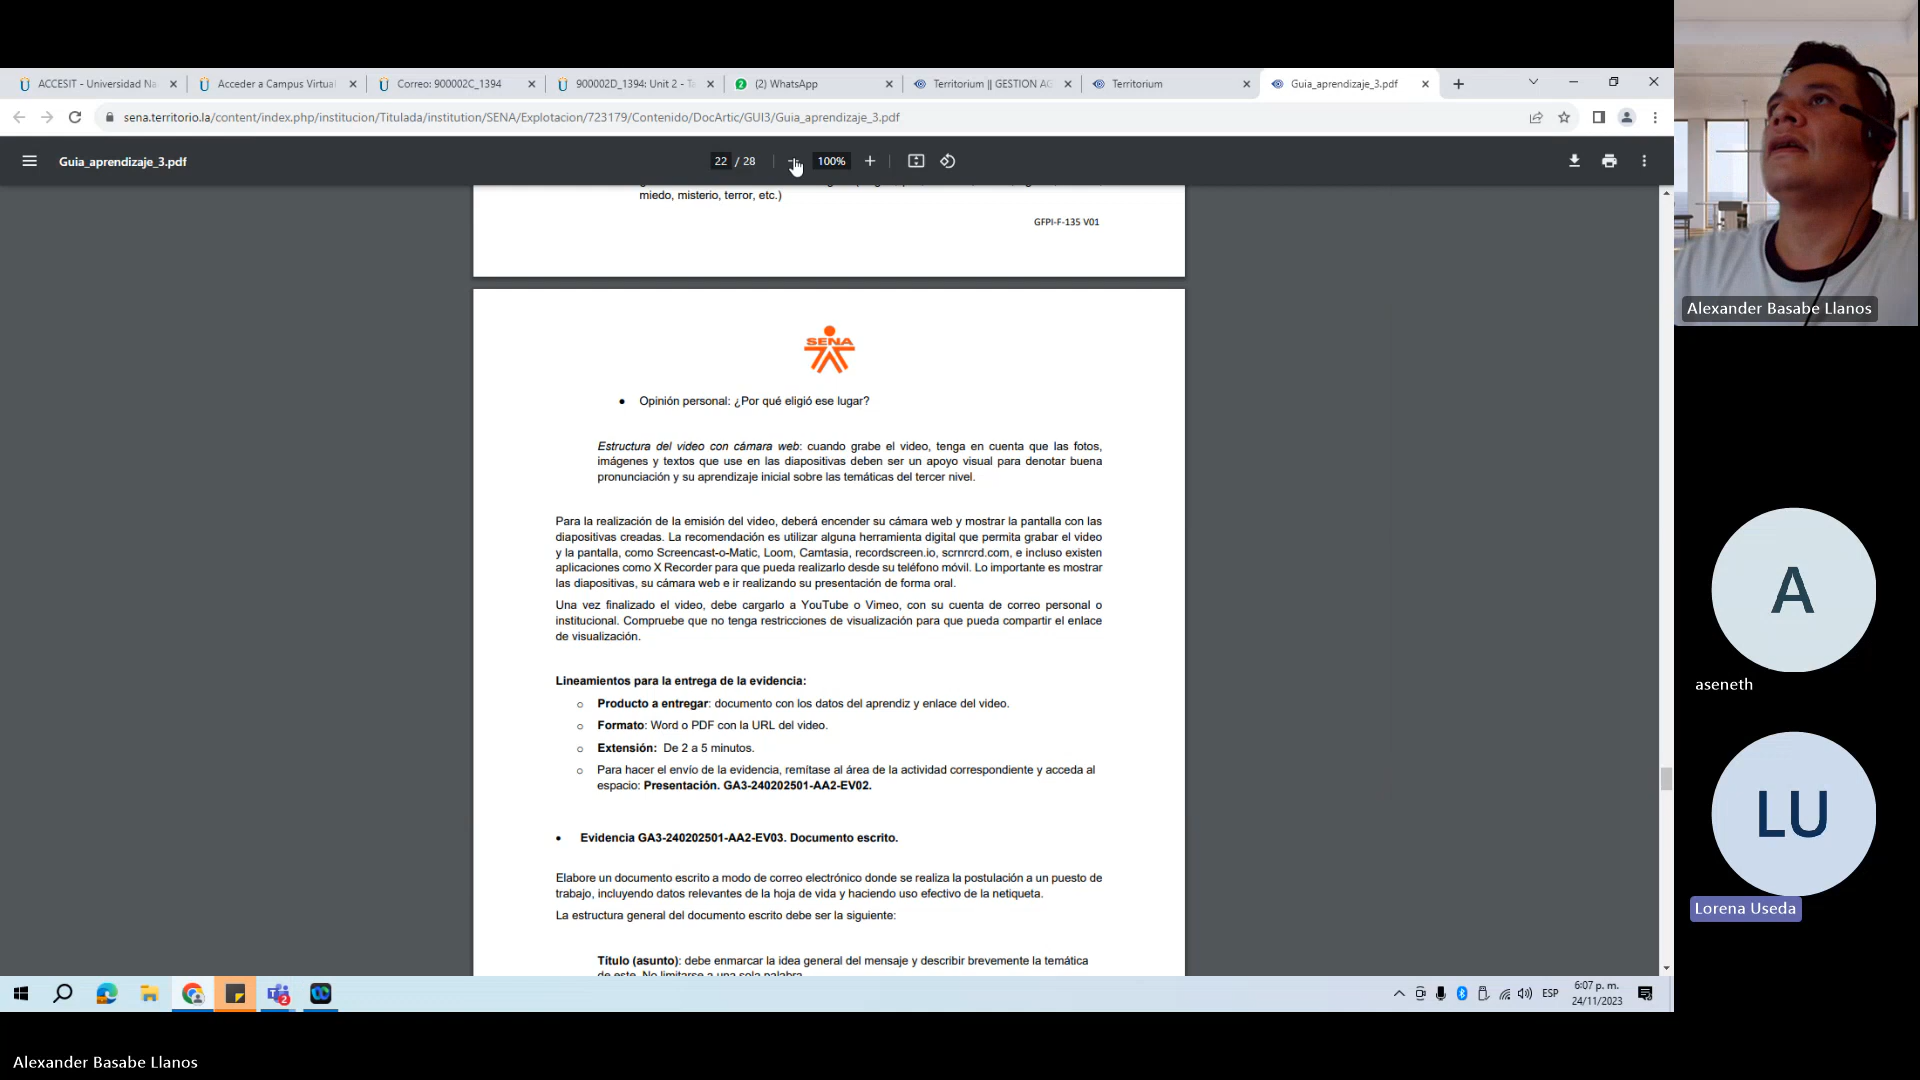 ACCESIT - Universidad Na
Acceder a Campus Virtual
Correo: 900002C_1394
900002D_1394: Unit 2 - T
(2) WhatsApp
Territorium || GESTION AG
Territorium
Guia_aprendizaje_3.pdf
sena.territorio.la/content/index.php/institucion/Titulada/institution/SENA/Explotacion/723179/Contenido/DocArtic/GUI3/Guia_aprendizaje_3.pdf
Guia_aprendizaje_3.pdf
22 / 28
100%
miedo, misterio, terror, etc.)
GFPI-F-135 V01
SENA
• Opinión personal: ¿Por qué eligió ese lugar?
Estructura del video con cámara web: cuando grabe el video, tenga en cuenta que las fotos,
imágenes y textos que use en las diapositivas deben ser un apoyo visual para denotar buena
pronunciación y su aprendizaje inicial sobre las temáticas del tercer nivel.
Para la realización de la emisión del video, deberá encender su cámara web y mostrar la pantalla con las
diapositivas creadas. La recomendación es utilizar alguna herramienta digital que permita grabar el video
y la pantalla, como Screencast-o-Matic, Loom, Camtasia, recordscreen.io, scrnrcrd.com, e incluso existen
aplicaciones como X Recorder para que pueda realizarlo desde su teléfono móvil. Lo importante es mostrar
las diapositivas, su cámara web e ir realizando su presentación de forma oral.
Una vez finalizado el video, debe cargarlo a YouTube o Vimeo, con su cuenta de correo personal o
institucional. Compruebe que no tenga restricciones de visualización para que pueda compartir el enlace
de visualización.
Lineamientos para la entrega de la evidencia:
o Producto a entregar: documento con los datos del aprendiz y enlace del video.
o Formato: Word o PDF con la URL del video.
o Extensión: De 2 a 5 minutos.
o Para hacer el envío de la evidencia, remítase al área de la actividad correspondiente y acceda al
espacio: Presentación. GA3-240202501-AA2-EV02.
• Evidencia GA3-240202501-AA2-EV03. Documento escrito.
Elabore un documento escrito a modo de correo electrónico donde se realiza la postulación a un puesto de
trabajo, incluyendo datos relevantes de la hoja de vida y haciendo uso efectivo de la netiqueta.
La estructura general del documento escrito debe ser la siguiente:
Título (asunto): debe enmarcar la idea general del mensaje y describir brevemente la temática
de este. No limitarse a una sola palabra.
2
ESP
6:07 p. m.
24/11/2023
Alexander Basabe Llanos
A
aseneth
LU
Lorena Useda
Alexander Basabe Llanos